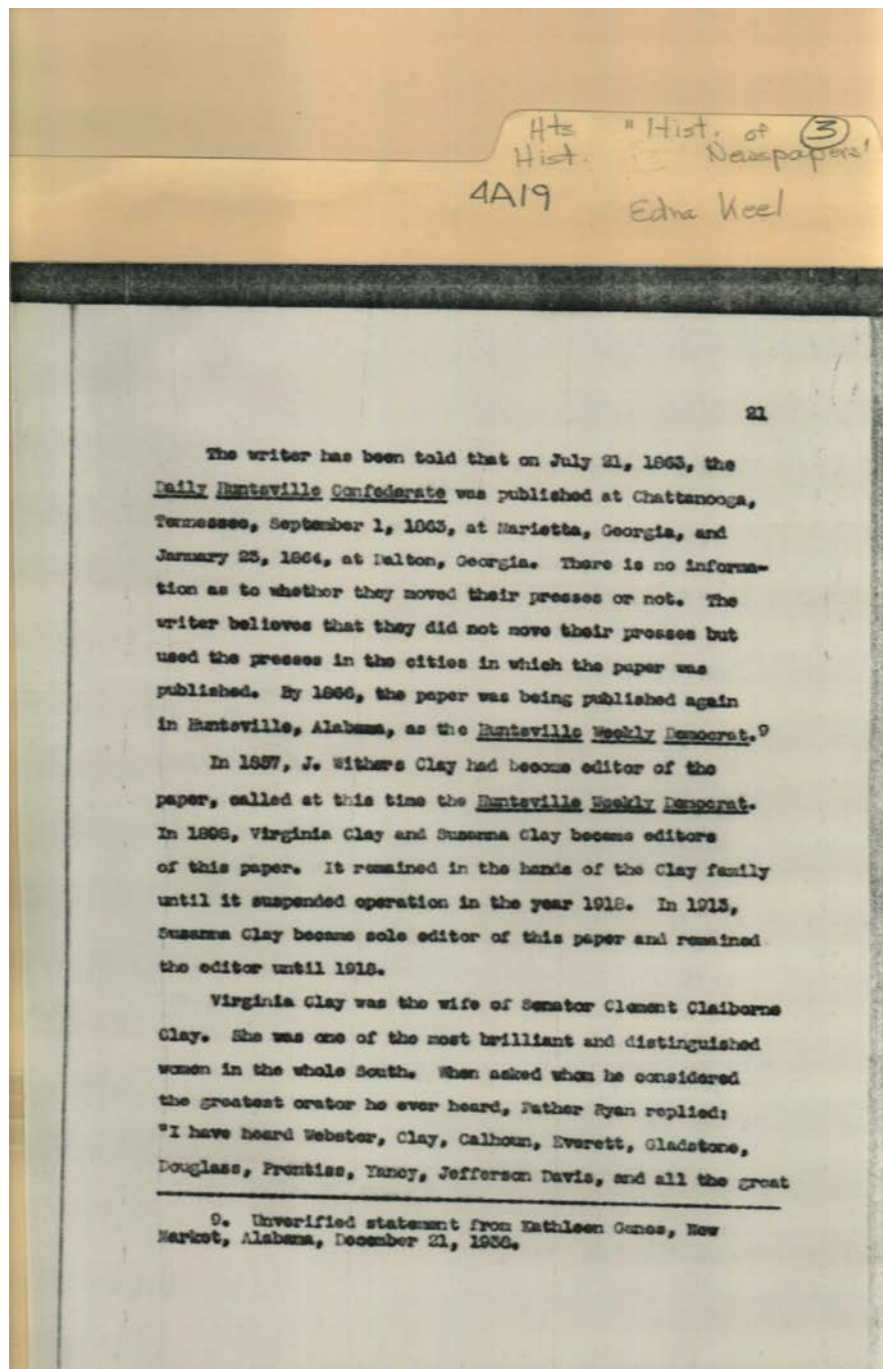 Hts "Hist. of ③
Hist. Newspapers'
4A19 Edna Keel
21
The writer has been told that on July 21, 1863, the
Daily Huntsville Confederate was published at Chattanooga,
Tennessee, September 1, 1863, at Marietta, Georgia, and
January 23, 1864, at Dalton, Georgia. There is no informa-
tion as to whether they moved their presses or not. The
writer believes that they did not move their presses but
used the presses in the cities in which the paper was
published. By 1866, the paper was being published again
in Huntsville, Alabama, as the Huntsville Weekly Democrat.9
In 1857, J. Withers Clay had become editor of the
paper, called at this time the Huntsville Weekly Democrat.
In 1898, Virginia Clay and Susanna Clay became editors
of this paper. It remained in the hands of the Clay family
until it suspended operation in the year 1918. In 1913,
Susanna Clay became sole editor of this paper and remained
the editor until 1918.
Virginia Clay was the wife of Senator Clement Claiborne
Clay. She was one of the most brilliant and distinguished
women in the whole South. When asked whom he considered
the greatest orator he ever heard, Father Ryan replied:
"I have heard Webster, Clay, Calhoun, Everett, Gladstone,
Douglass, Prentiss, Yancy, Jefferson Davis, and all the great
9. Unverified statement from Kathleen New
Market, Alabama, December 21,